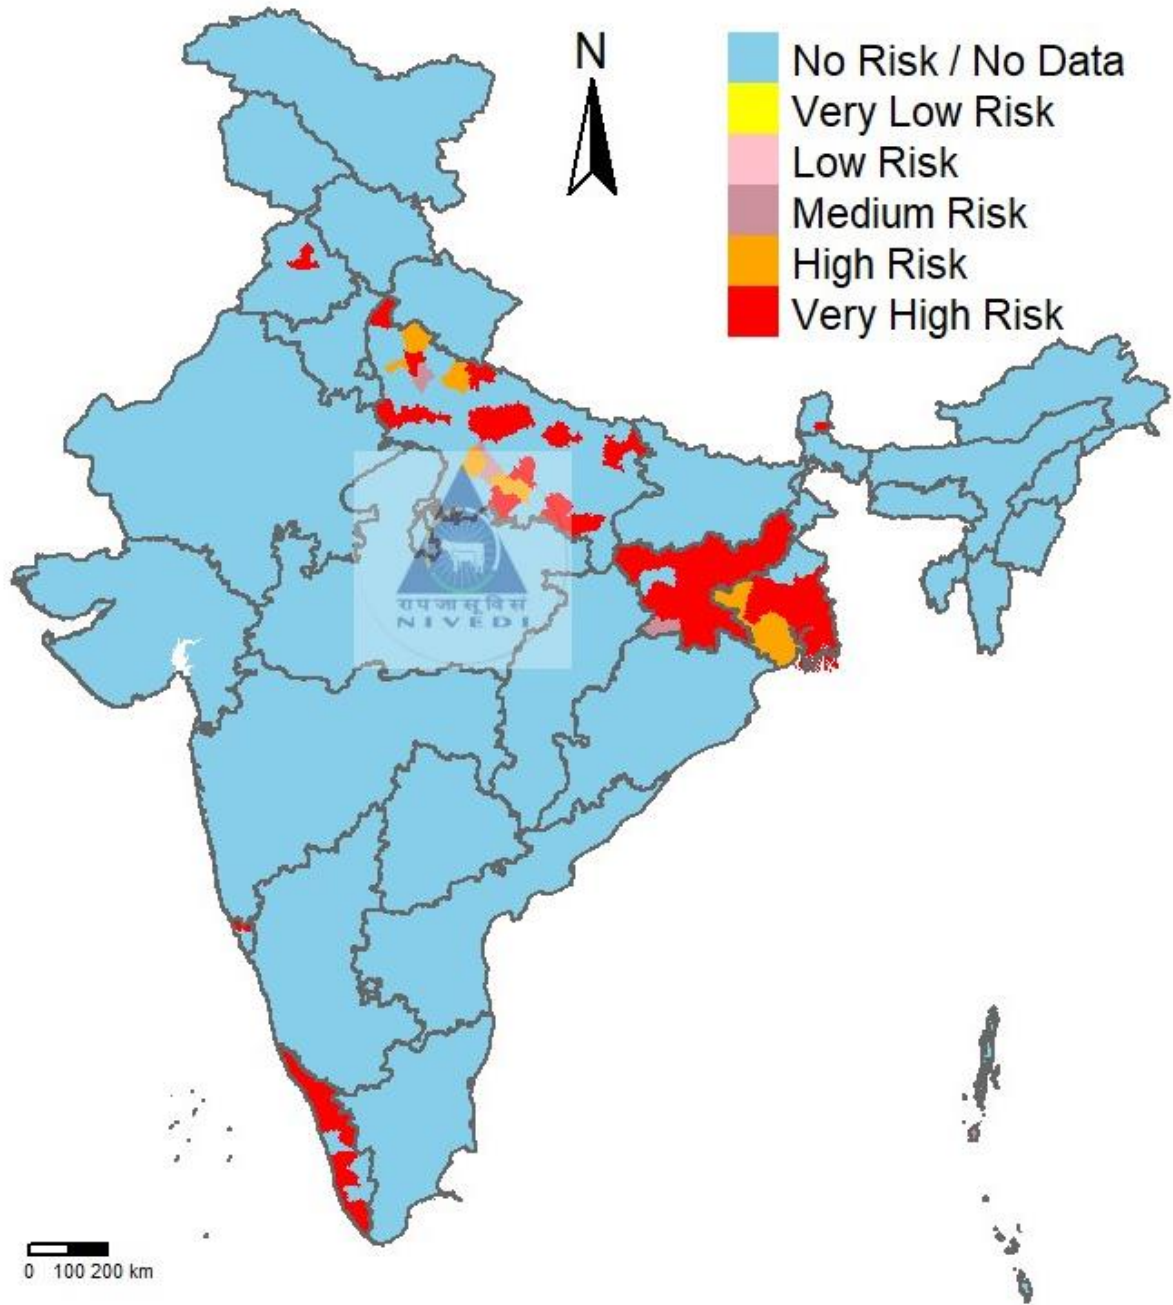 N
No Risk / No Data
Very Low Risk
Low Risk
Medium Risk
High Risk
Very High Risk
रापजासूविसं
NIVEDI
0 100 200 km